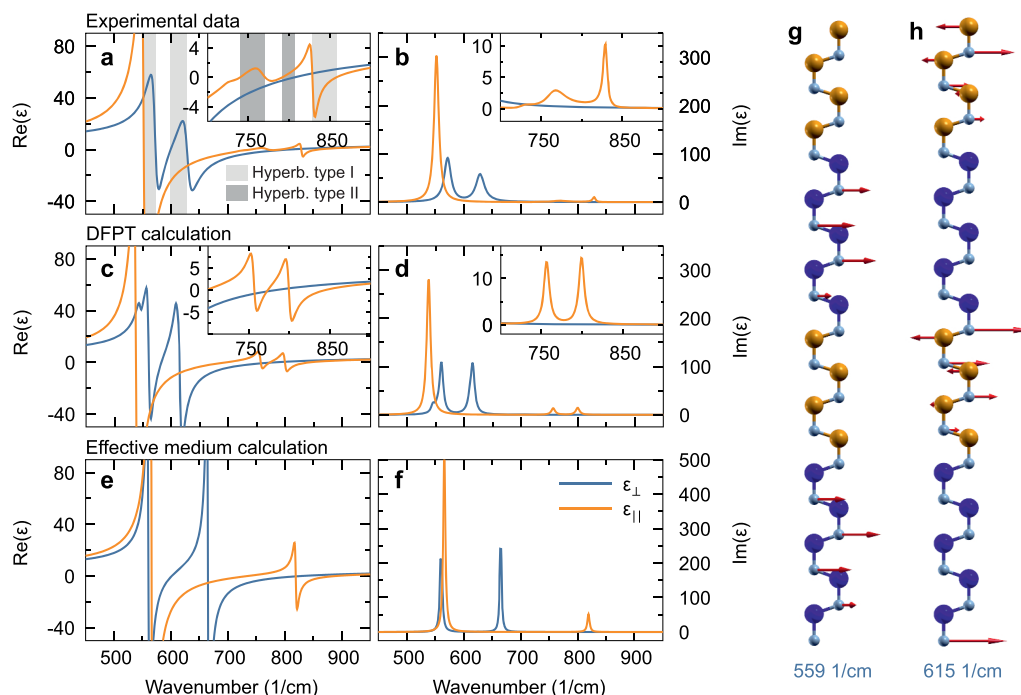 Experimental data
a
80
40
0
-40
Re(ε)
4
0
-4
750
850
Hyperb. type I
Hyperb. type II
b
10
5
0
750
850
300
200
100
0
Im(ε)
DFPT calculation
c
80
40
0
-40
Re(ε)
5
0
-5
750
850
d
10
0
750
850
300
200
100
0
Im(ε)
Effective medium calculation
e
80
40
0
-40
Re(ε)
500
600
700
800
900
Wavenumber (1/cm)
f
ε⊥
ε||
500
400
300
200
100
0
Im(ε)
500
600
700
800
900
Wavenumber (1/cm)
g
559 1/cm
h
615 1/cm